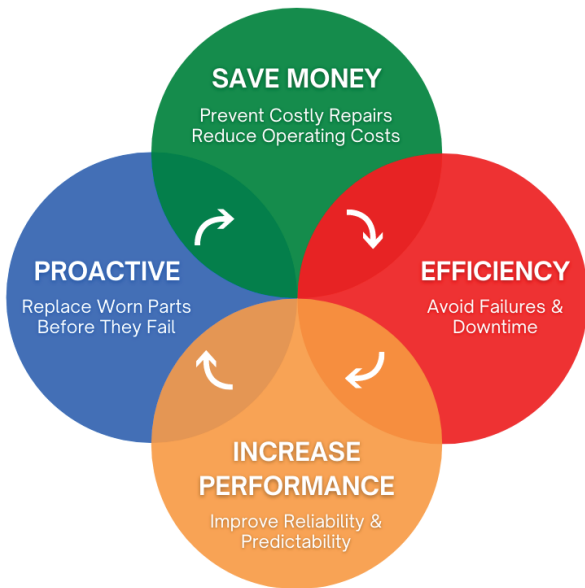 SAVE MONEY
Prevent Costly Repairs
Reduce Operating Costs
PROACTIVE
Replace Worn Parts
Before They Fail
EFFICIENCY
Avoid Failures &
Downtime
INCREASE
PERFORMANCE
Improve Reliability &
Predictability